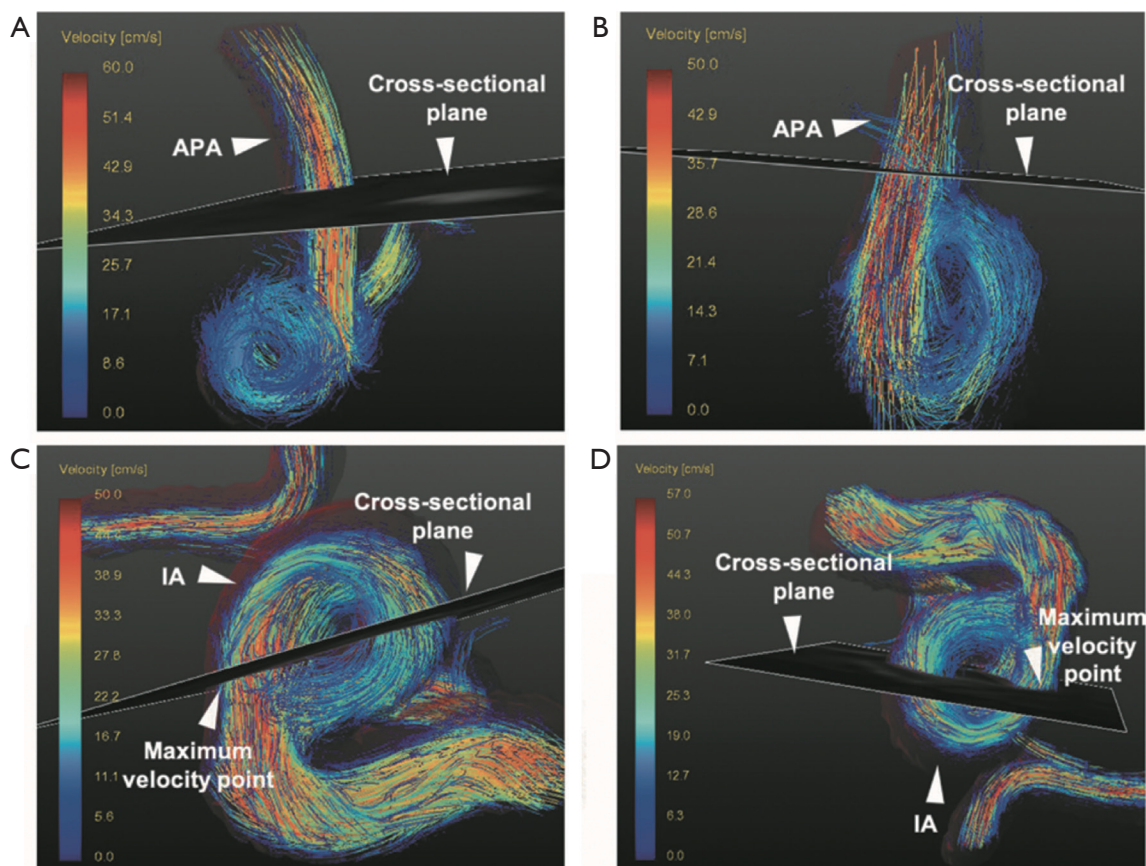 A
Velocity [cm/s]
60.0
51.4
42.9
34.3
25.7
17.1
8.6
0.0
APA
Cross-sectional
plane
B
Velocity [cm/s]
50.0
42.9
35.7
28.6
21.4
14.3
7.1
0.0
APA
Cross-sectional
plane
C
Velocity [cm/s]
50.0
38.9
33.3
27.8
22.2
16.7
11.1
5.6
0.0
IA
Cross-sectional
plane
Maximum
velocity point
D
Velocity [cm/s]
57.0
50.7
44.3
38.0
31.7
25.3
19.0
12.7
6.3
0.0
Cross-sectional
plane
Maximum
velocity
point
IA